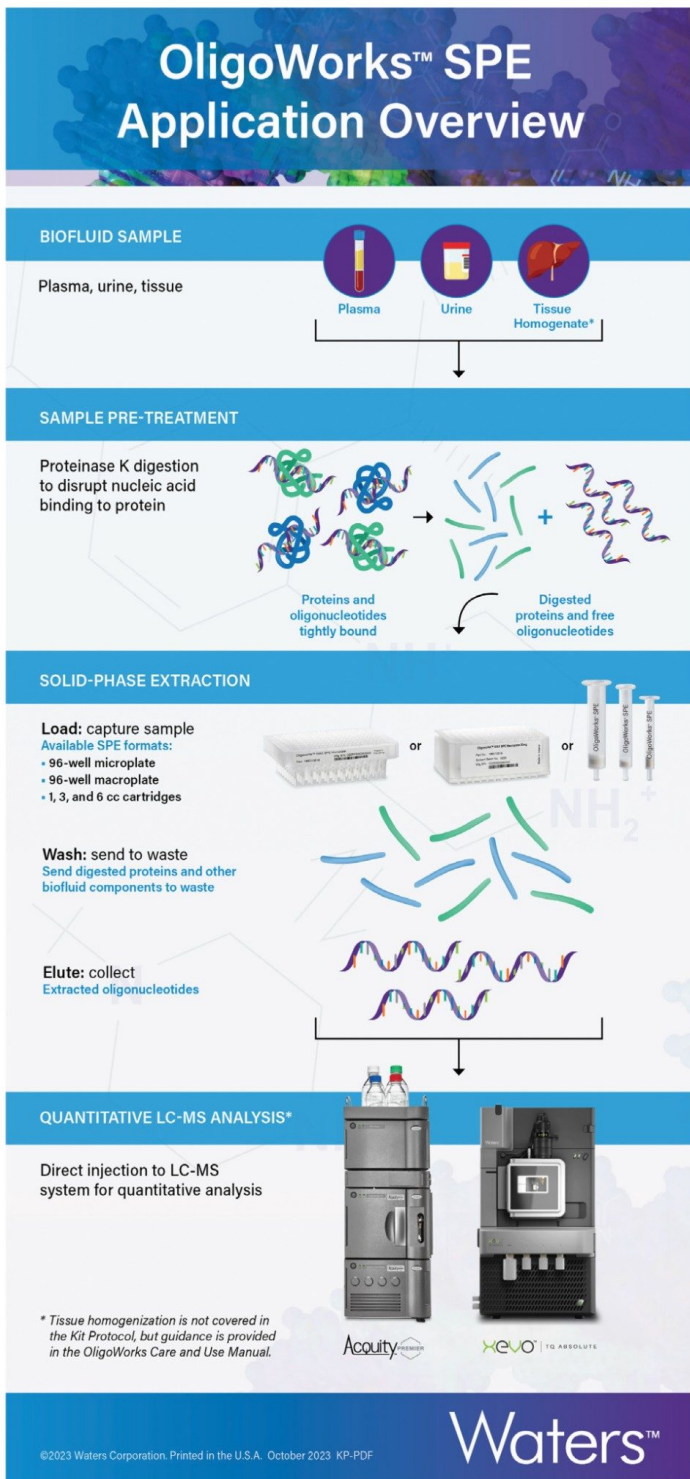 OligoWorks™ SPE
Application Overview
BIOFLUID SAMPLE
Plasma, urine, tissue
Plasma
Urine
Tissue
Homogenate*
SAMPLE PRE-TREATMENT
Proteinase K digestion
to disrupt nucleic acid
binding to protein
Proteins and
oligonucleotides
tightly bound
Digested
proteins and free
oligonucleotides
SOLID-PHASE EXTRACTION
Load: capture sample
Available SPE formats:
• 96-well microplate
• 96-well macroplate
• 1, 3, and 6 cc cartridges
or
or
OligoWorks™ SPE
OligoWorks™ SPE
OligoWorks™ SPE
NH₂⁺
Wash: send to waste
Send digested proteins and other
biofluid components to waste
Elute: collect
Extracted oligonucleotides
QUANTITATIVE LC-MS ANALYSIS*
Direct injection to LC-MS
system for quantitative analysis
* Tissue homogenization is not covered in
the Kit Protocol, but guidance is provided
in the OligoWorks Care and Use Manual.
Acquity PREMIER
xevo™ | TQ ABSOLUTE
©2023 Waters Corporation. Printed in the U.S.A. October 2023 KP-PDF
Waters™